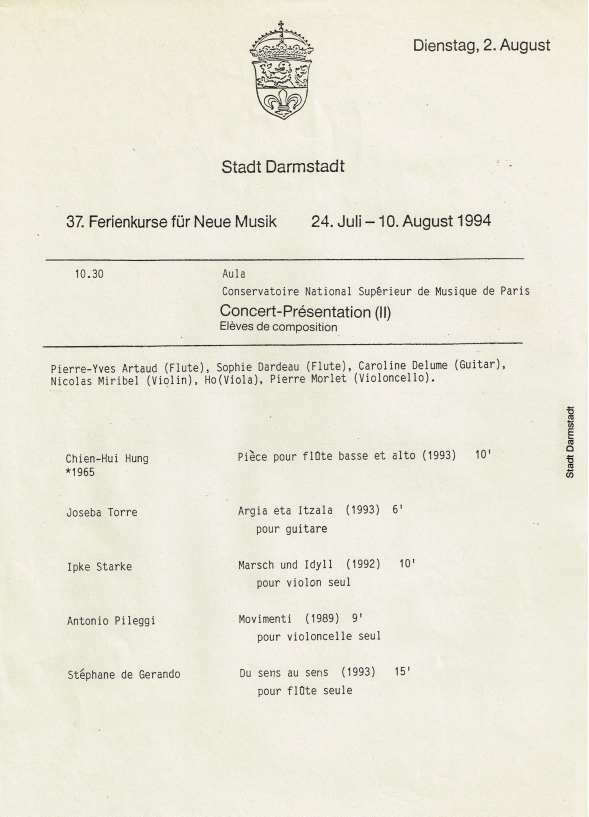 Dienstag, 2. August
Stadt Darmstadt
37. Ferienkurse für Neue Musik 24. Juli – 10. August 1994
10.30 Aula
Conservatoire National Supérieur de Musique de Paris
Concert-Présentation (II)
Elèves de composition
Pierre-Yves Artaud (Flute), Sophie Dardeau (Flute), Caroline Delume (Guitar),
Nicolas Miribel (Violin), Ho(Viola), Pierre Morlet (Violoncello).
Chien-Hui Hung Pièce pour flûte basse et alto (1993) 10'
*1965
Joseba Torre Argia eta Itzala (1993) 6'
pour guitare
Ipke Starke Marsch und Idyll (1992) 10'
pour violon seul
Antonio Pileggi Movimenti (1989) 9'
pour violoncelle seul
Stéphane de Gerando Du sens au sens (1993) 15'
pour flûte seule
Stadt Darmstadt